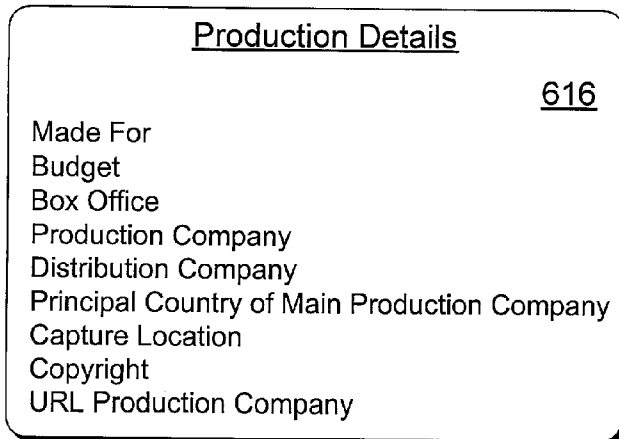 Production Details
616
Made For
Budget
Box Office
Production Company
Distribution Company
Principal Country of Main Production Company
Capture Location
Copyright
URL Production Company